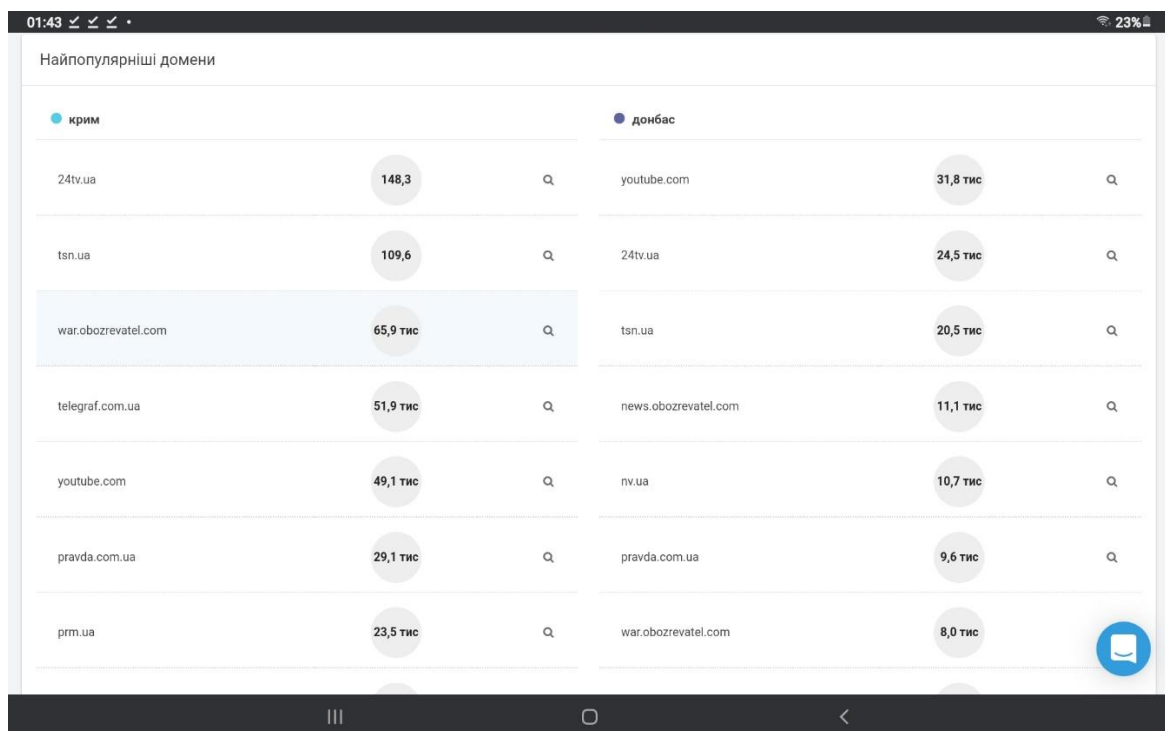 01:43
23%
Найпопулярніші домени
крим
24tv.ua 148,3
tsn.ua 109,6
war.obozrevatel.com 65,9 тис
telegraf.com.ua 51,9 тис
youtube.com 49,1 тис
pravda.com.ua 29,1 тис
prm.ua 23,5 тис
донбас
youtube.com 31,8 тис
24tv.ua 24,5 тис
tsn.ua 20,5 тис
news.obozrevatel.com 11,1 тис
nv.ua 10,7 тис
pravda.com.ua 9,6 тис
war.obozrevatel.com 8,0 тис